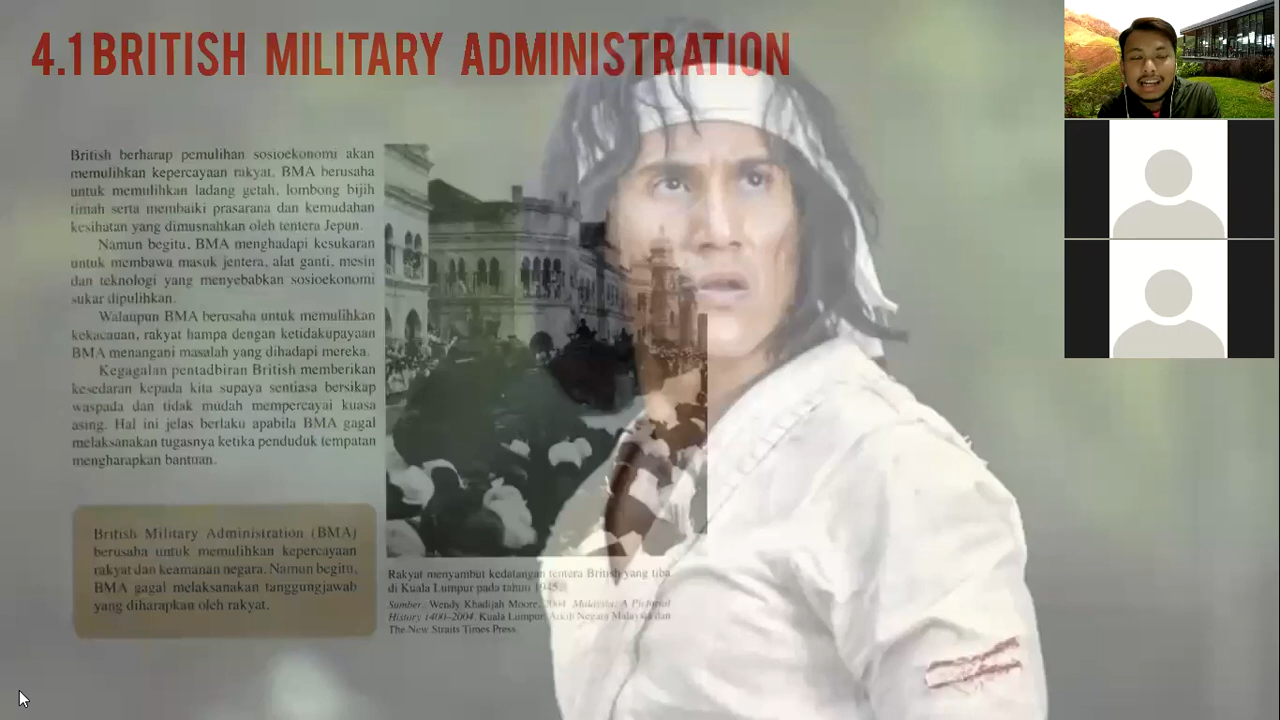 4.1 BRITISH MILITARY ADMINISTRATION
British berharap pemulihan sosioekonomi akan
memulihkan kepercayaan rakyat. BMA berusaha
untuk memulihkan ladang getah, lombong bijih
timah serta membaiki prasarana dan kemudahan
kesihatan yang dimusnahkan oleh tentera Jepun.
Namun begitu, BMA menghadapi kesukaran
untuk membawa masuk jentera, alat ganti, mesin
dan teknologi yang menyebabkan sosioekonomi
sukar dipulihkan.
Walaupun BMA berusaha untuk memulihkan
kekacauan, rakyat hampa dengan ketidakupayaan
BMA menangani masalah yang dihadapi mereka.
Kegagalan pentadbiran British memberikan
kesedaran kepada kita supaya sentiasa bersikap
waspada dan tidak mudah mempercayai kuasa
asing. Hal ini jelas berlaku apabila BMA gagal
melaksanakan tugasnya ketika penduduk tempatan
mengharapkan bantuan.
British Military Administration (BMA)
berusaha untuk memulihkan kepercayaan
rakyat dan keamanan negara. Namun begitu,
BMA gagal melaksanakan tanggungjawab
yang diharapkan oleh rakyat.
Rakyat menyambut kedatangan tentera British yang tiba
di Kuala Lumpur pada tahun 1945.
Sumber: Wendy Khadijah Moore, 2004. Malaysia: A Pictorial
History 1400–2004. Kuala Lumpur: Arkib Negara Malaysia dan
The New Straits Times Press.